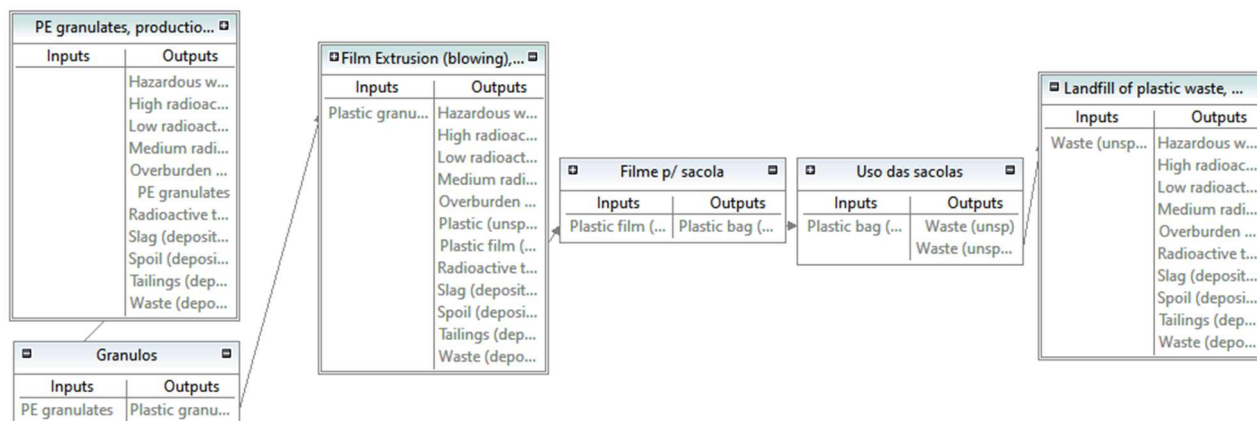 PE granulates, productio...
Inputs Outputs
Hazardous w...
High radioac...
Low radioact...
Medium radi...
Overburden ...
PE granulates
Radioactive t...
Slag (deposit...
Spoil (deposi...
Tailings (dep...
Waste (depo...
Granulos
Inputs Outputs
PE granulates Plastic granu...
Film Extrusion (blowing),...
Inputs Outputs
Plastic granu... Hazardous w...
High radioac...
Low radioact...
Medium radi...
Overburden ...
Plastic (unsp...
Plastic film (...
Radioactive t...
Slag (deposit...
Spoil (deposi...
Tailings (dep...
Waste (depo...
Filme p/ sacola
Inputs Outputs
Plastic film (... Plastic bag (...
Uso das sacolas
Inputs Outputs
Plastic bag (... Waste (unsp)
Waste (unsp...
Landfill of plastic waste, ...
Inputs Outputs
Waste (unsp... Hazardous w...
High radioac...
Low radioact...
Medium radi...
Overburden ...
Radioactive t...
Slag (deposit...
Spoil (deposi...
Tailings (dep...
Waste (depo...